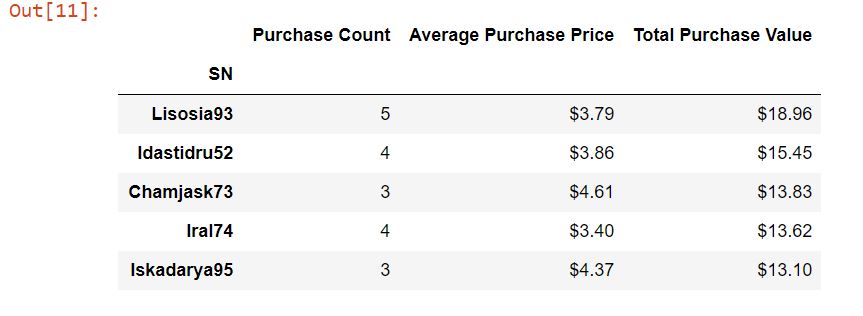 Out[11]:
Purchase Count Average Purchase Price Total Purchase Value
SN
Lisosia93 5 $3.79 $18.96
Idastidru52 4 $3.86 $15.45
Chamjask73 3 $4.61 $13.83
Iral74 4 $3.40 $13.62
Iskadarya95 3 $4.37 $13.10